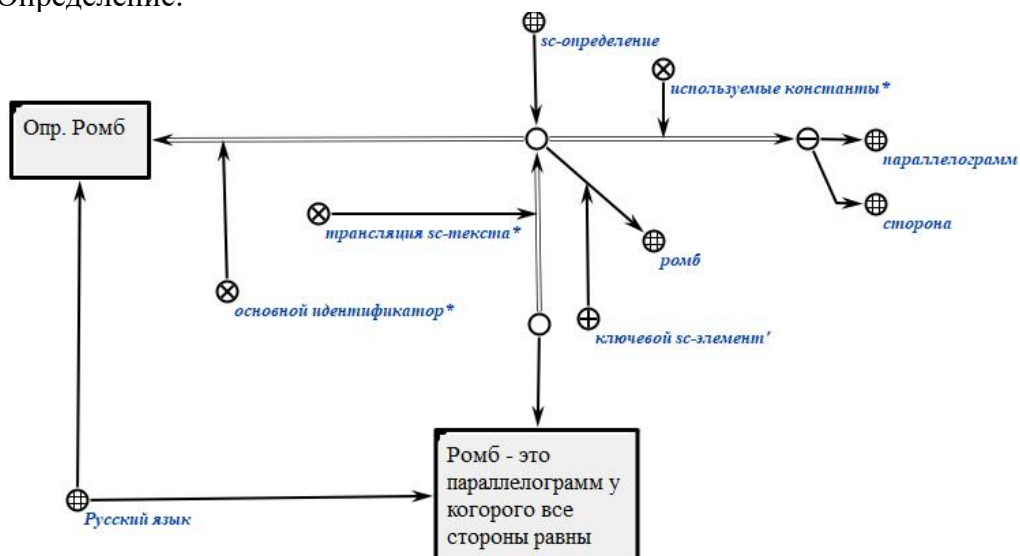 Определение:
sc-определение
используемые константы*
Опр. Ромб
параллелограмм
трансляция sc-текста*
сторона
ромб
основной идентификатор*
ключевой sc-элемент'
Ромб - это
параллелограмм у
которого все
стороны равны
Русский язык